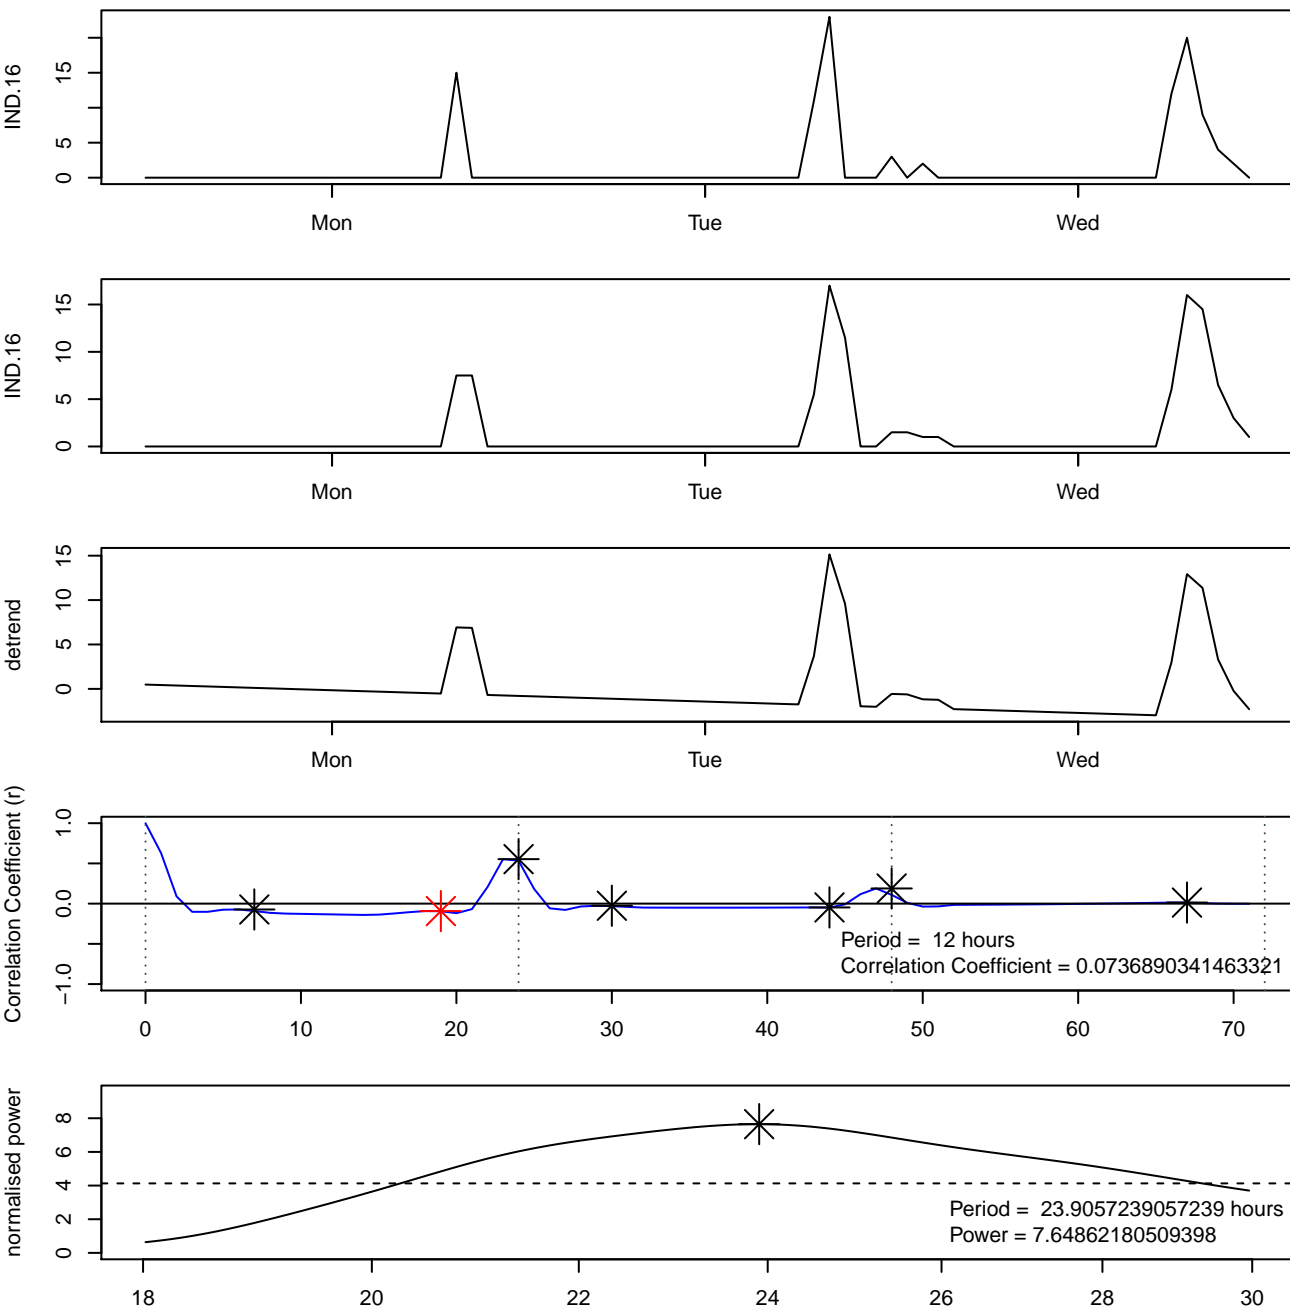 IND.16
0 5 15
Mon Tue Wed
IND.16
0 5 10 15
Mon Tue Wed
detrend
0 5 10 15
Mon Tue Wed
Correlation Coefficient (r)
−1.0 0.0 1.0
Period = 12 hours
Correlation Coefficient = 0.0736890341463321
0 10 20 30 40 50 60 70
normalised power
0 2 4 6 8
Period = 23.9057239057239 hours
Power = 7.64862180509398
18 20 22 24 26 28 30